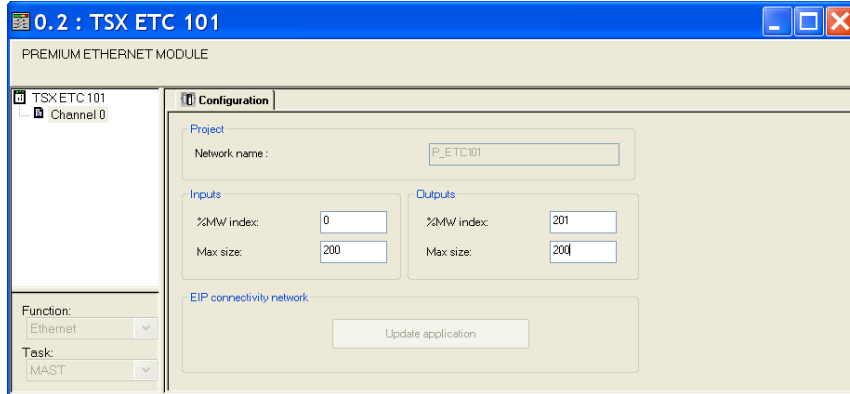 0.2 : TSX ETC 101
PREMIUM ETHERNET MODULE
TSX ETC 101
Channel 0
Configuration
Project
Network name :
P_ETC101
Inputs
%MW index:
0
Max size:
200
Outputs
%MW index:
201
Max size:
200
EIP connectivity network
Update application
Function:
Ethernet
Task:
MAST